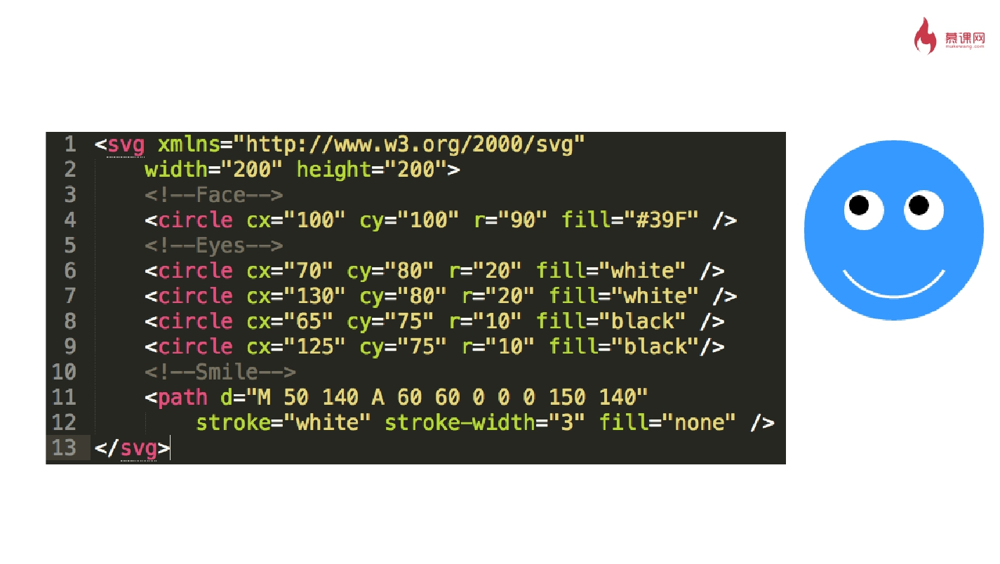 慕课网
mukewang.com
1 <svg xmlns="http://www.w3.org/2000/svg"
2 width="200" height="200">
3 <!--Face-->
4 <circle cx="100" cy="100" r="90" fill="#39F" />
5 <!--Eyes-->
6 <circle cx="70" cy="80" r="20" fill="white" />
7 <circle cx="130" cy="80" r="20" fill="white" />
8 <circle cx="65" cy="75" r="10" fill="black" />
9 <circle cx="125" cy="75" r="10" fill="black"/>
10 <!--Smile-->
11 <path d="M 50 140 A 60 60 0 0 0 150 140"
12 stroke="white" stroke-width="3" fill="none" />
13 </svg>